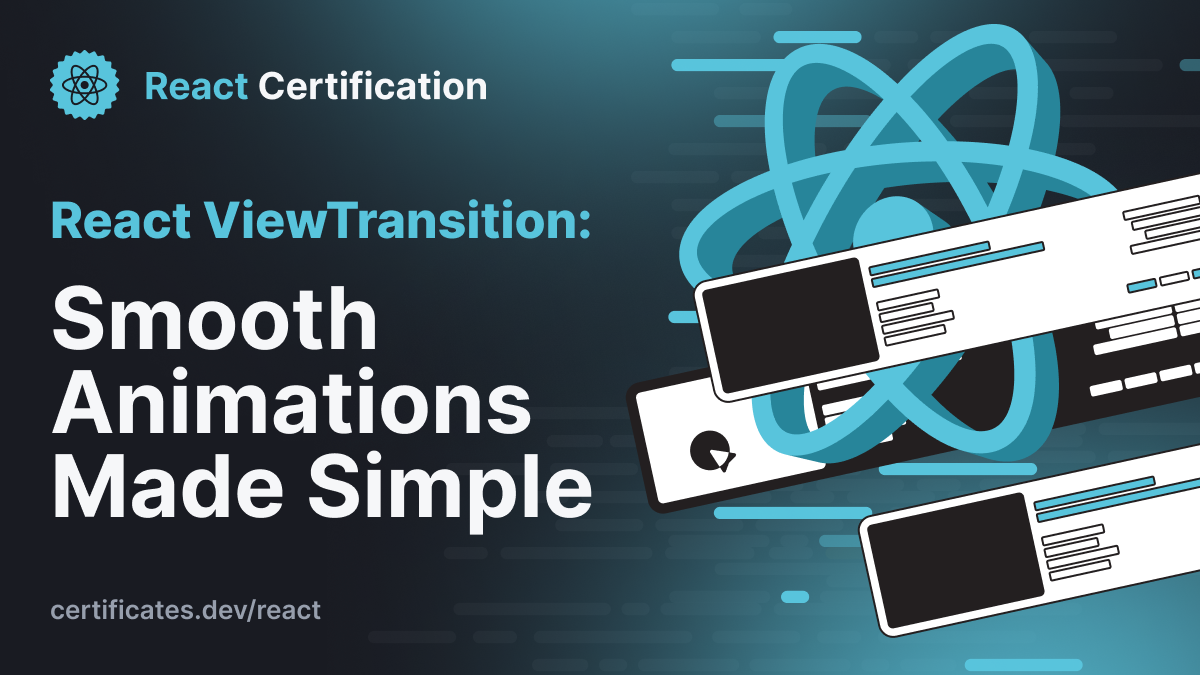 React Certification
React ViewTransition:
Smooth
Animations
Made Simple
certificates.dev/react